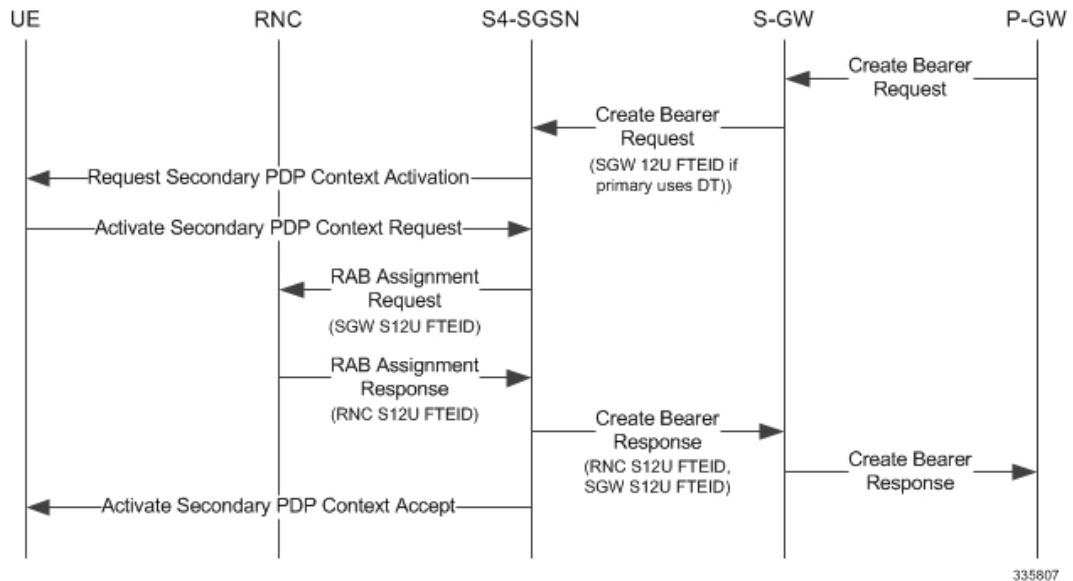 UE RNC S4-SGSN S-GW P-GW
Create Bearer
Request
Create Bearer
Request
(SGW 12U FTEID if
primary uses DT))
Request Secondary PDP Context Activation
Activate Secondary PDP Context Request
RAB Assignment
Request
(SGW S12U FTEID)
RAB Assignment
Response
(RNC S12U FTEID)
Create Bearer
Response
(RNC S12U FTEID,
SGW S12U FTEID)
Create Bearer
Response
Activate Secondary PDP Context Accept
335807